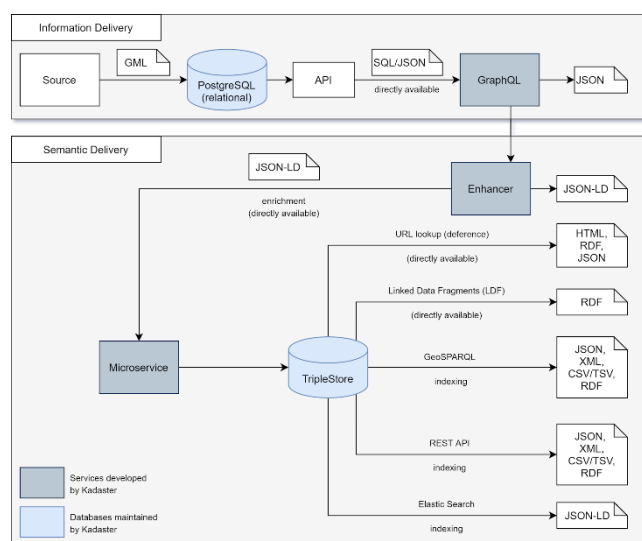 Information Delivery
Source
GML
PostgreSQL
(relational)
API
SQL/JSON
directly available
GraphQL
JSON
Semantic Delivery
JSON-LD
enrichment
(directly available)
Enhancer
JSON-LD
URL lookup (deference)
(directly available)
HTML,
RDF,
JSON
Linked Data Fragments (LDF)
(directly available)
RDF
Microservice
TripleStore
GeoSPARQL
indexing
JSON,
XML,
CSV/TSV,
RDF
REST API
indexing
JSON,
XML,
CSV/TSV,
RDF
Elastic Search
indexing
JSON-LD
Services developed
by Kadaster
Databases maintained
by Kadaster